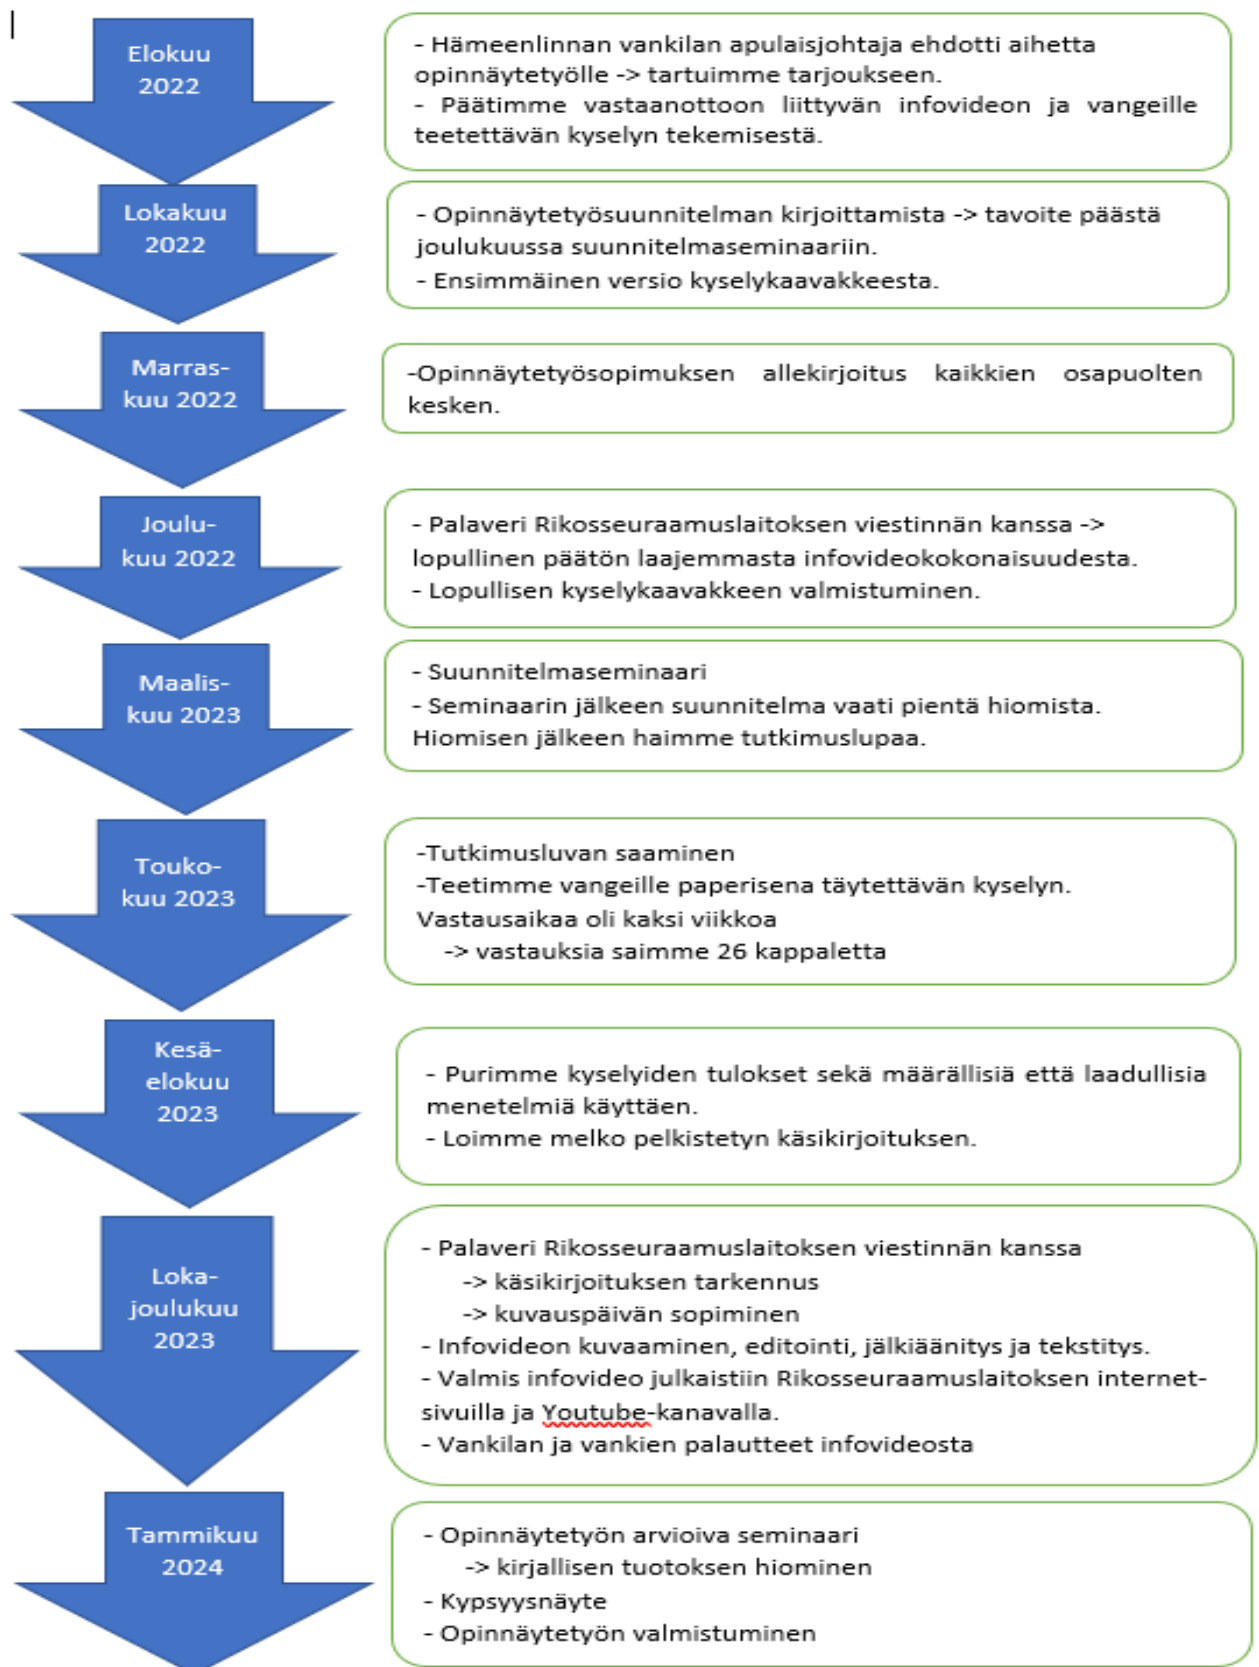 Elokuu
2022
- Hämeenlinnan vankilan apulaisjohtaja ehdotti aihetta
opinnäytetyölle -> tartuimme tarjoukseen.
- Päätimme vastaanottoon liittyvän infovideon ja vangeille
teetettävän kyselyn tekemisestä.
Lokakuu
2022
- Opinnäytetyösuunnitelman kirjoittamista -> tavoite päästä
joulukuussa suunnitelmaseminaariin.
- Ensimmäinen versio kyselykaavakkeesta.
Marras-
kuu 2022
-Opinnäytetyösopimuksen allekirjoitus kaikkien osapuolten
kesken.
Joulu-
kuu 2022
- Palaveri Rikosseuraamuslaitoksen viestinnän kanssa ->
lopullinen päätön laajemmasta infovideokokonaisuudesta.
- Lopullisen kyselykaavakkeen valmistuminen.
Maalis-
kuu 2023
- Suunnitelmaseminaari
- Seminaarin jälkeen suunnitelma vaati pientä hiomista.
Hiomisen jälkeen haimme tutkimuslupaa.
Touko-
kuu 2023
-Tutkimusluvan saaminen
-Teetimme vangeille paperisena täytettävän kyselyn.
Vastausaikaa oli kaksi viikkoa
-> vastauksia saimme 26 kappaletta
Kesä-
elokuu
2023
- Purimme kyselyiden tulokset sekä määrällisiä että laadullisia
menetelmiä käyttäen.
- Loimme melko pelkistetyn käsikirjoituksen.
Loka-
joulukuu
2023
- Palaveri Rikosseuraamuslaitoksen viestinnän kanssa
-> käsikirjoituksen tarkennus
-> kuvauspäivän sopiminen
- Infovideon kuvaaminen, editointi, jälkiäänitys ja tekstitys.
- Valmis infovideo julkaistiin Rikosseuraamuslaitoksen internet-
sivuilla ja Youtube-kanavalla.
- Vankilan ja vankien palautteet infovideosta
Tammikuu
2024
- Opinnäytetyön arvioiva seminaari
-> kirjallisen tuotoksen hiominen
- Kypsyysnäyte
- Opinnäytetyön valmistuminen